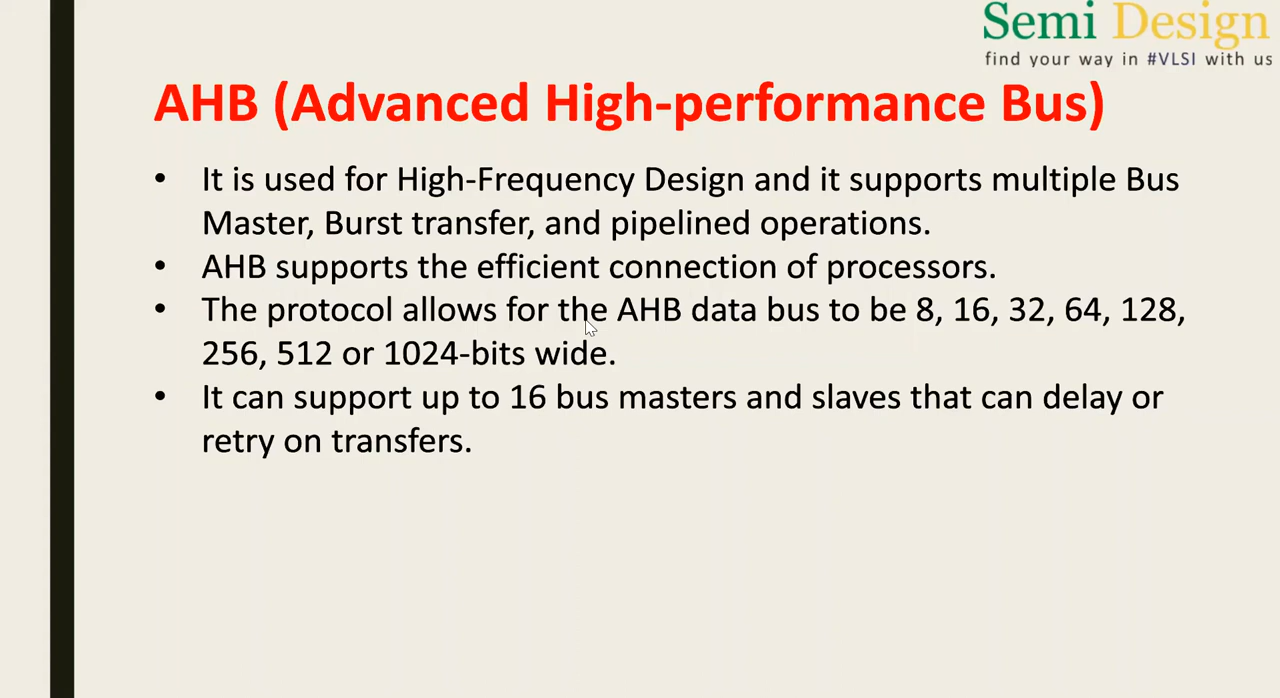 Semi Design
find your way in #VLSI with us
AHB (Advanced High-performance Bus)
• It is used for High-Frequency Design and it supports multiple Bus
Master, Burst transfer, and pipelined operations.
• AHB supports the efficient connection of processors.
• The protocol allows for the AHB data bus to be 8, 16, 32, 64, 128,
256, 512 or 1024-bits wide.
• It can support up to 16 bus masters and slaves that can delay or
retry on transfers.